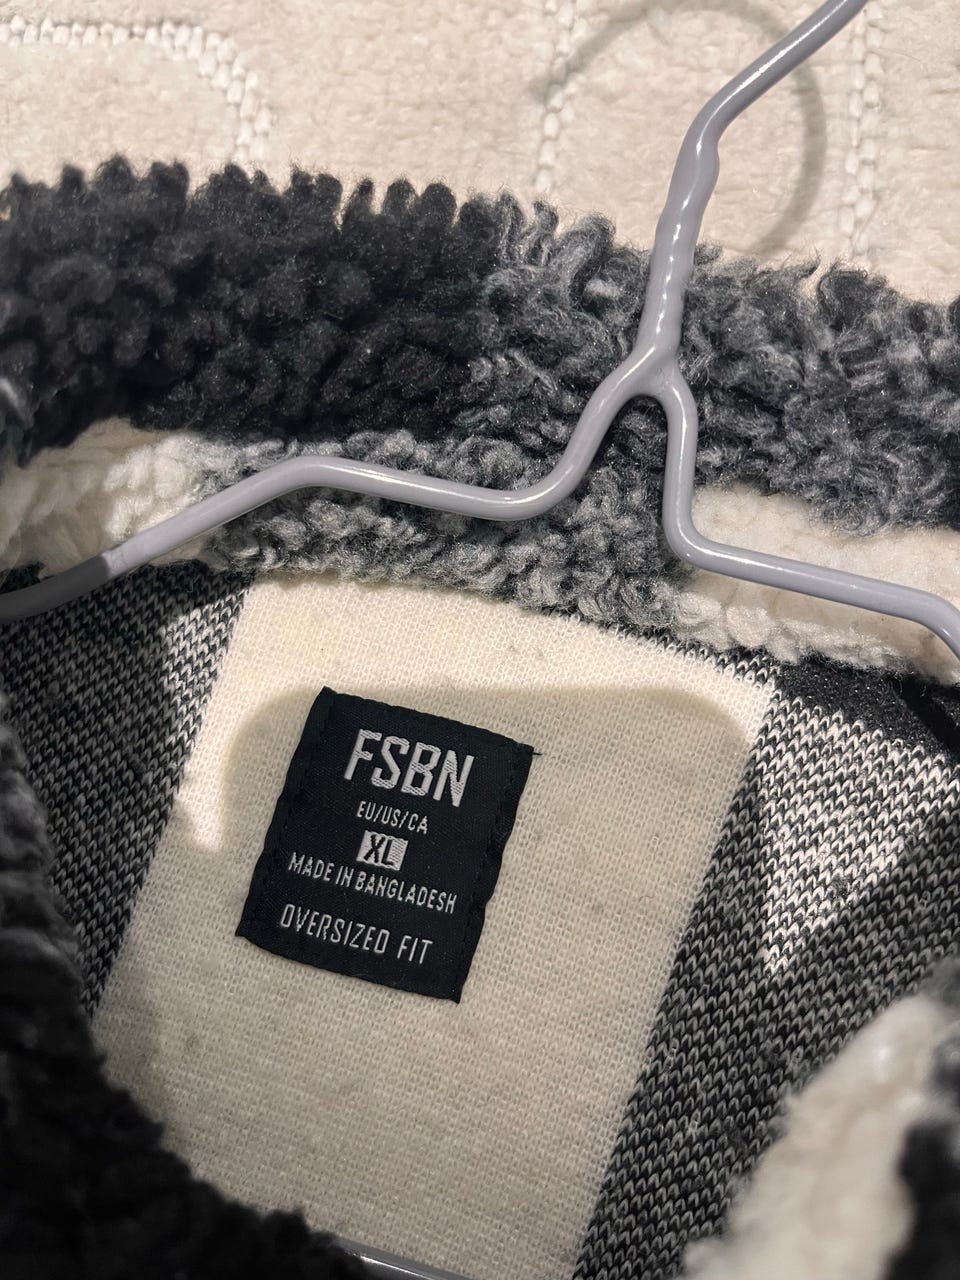 FSBN
EU/US/CA
XL
MADE IN BANGLADESH
OVERSIZED FIT